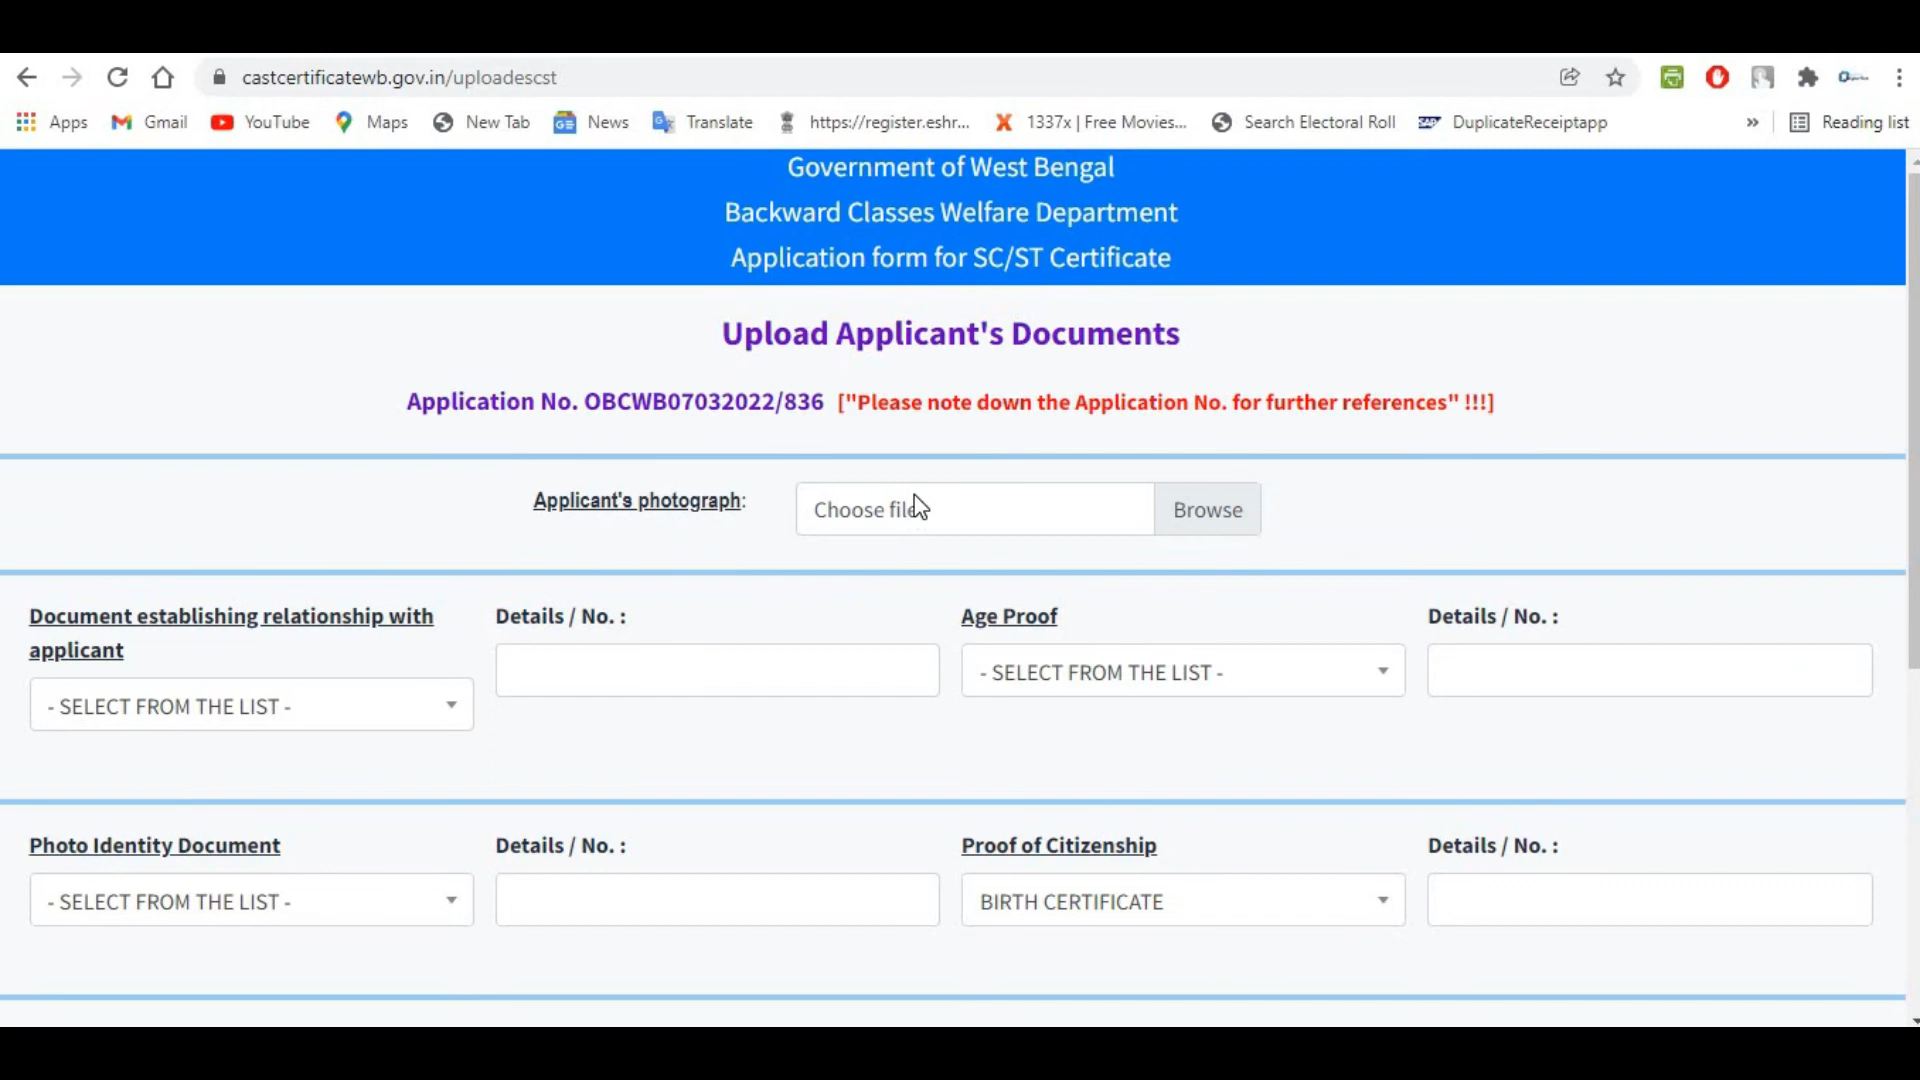 castcertificatewb.gov.in/uploadescst
Apps Gmail YouTube Maps New Tab News Translate https://register.eshr... 1337x | Free Movies... Search Electoral Roll DuplicateReceiptapp » Reading list
Government of West Bengal
Backward Classes Welfare Department
Application form for SC/ST Certificate
Upload Applicant's Documents
Application No. OBCWB07032022/836 ["Please note down the Application No. for further references" !!!]
Applicant's photograph: Choose file Browse
Document establishing relationship with applicant
Details / No. :
Age Proof
Details / No. :
- SELECT FROM THE LIST -
- SELECT FROM THE LIST -
Photo Identity Document
Details / No. :
Proof of Citizenship
Details / No. :
- SELECT FROM THE LIST -
BIRTH CERTIFICATE